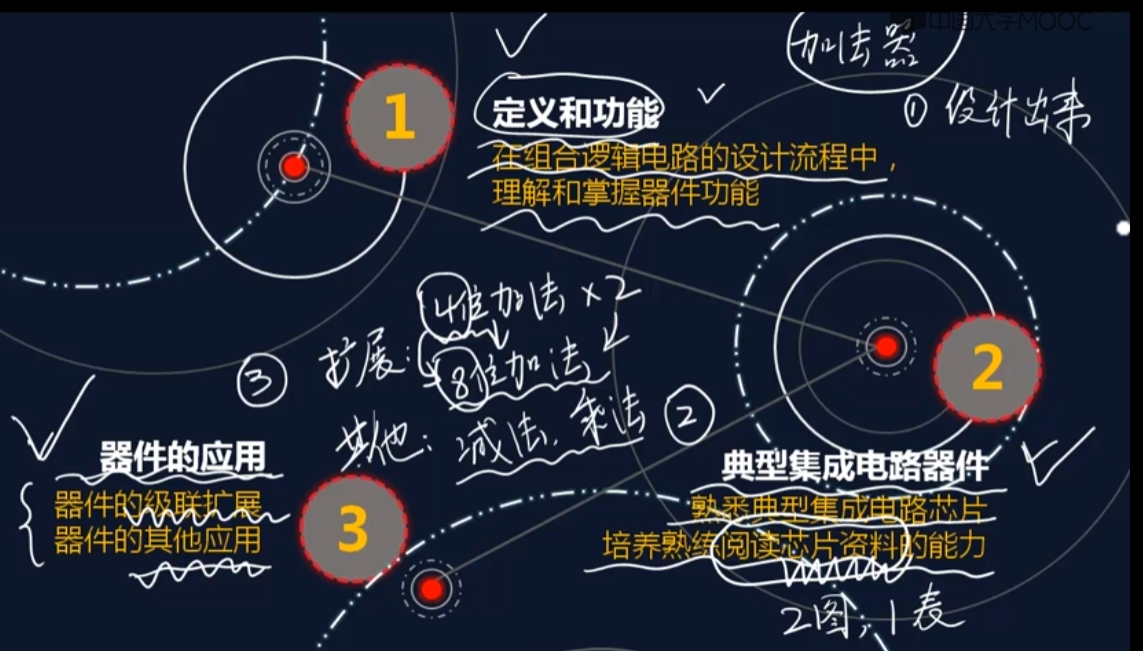 中国大学MOOC
加法器
① 设计出来
1
定义和功能
在组合逻辑电路的设计流程中，
理解和掌握器件功能
4位加法 ×2
③ 扩展：8位加法
其他：减法、乘法 ②
2
器件的应用
器件的级联扩展
器件的其他应用
3
典型集成电路器件
熟悉典型集成电路芯片
培养熟练阅读芯片资料的能力
2图，1表